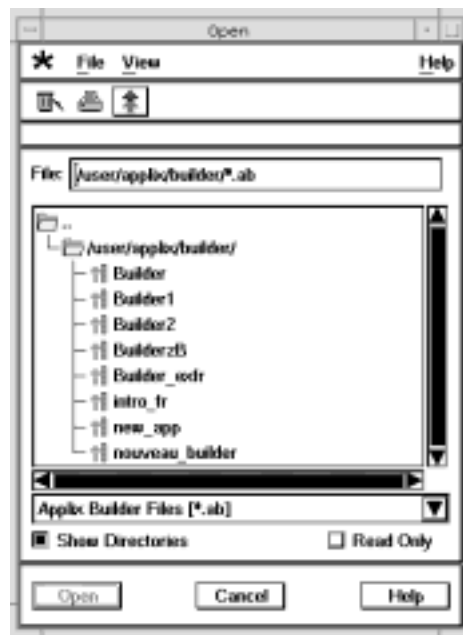 Open
* File View Help
File: /user/applix/builder/*.ab
..
/user/applix/builder/
Builder
Builder1
Builder2
BuilderzB
Builder_exdr
intro_fr
new_app
nouveau_builder
Applix Builder Files [*.ab]
Show Directories Read Only
Open Cancel Help